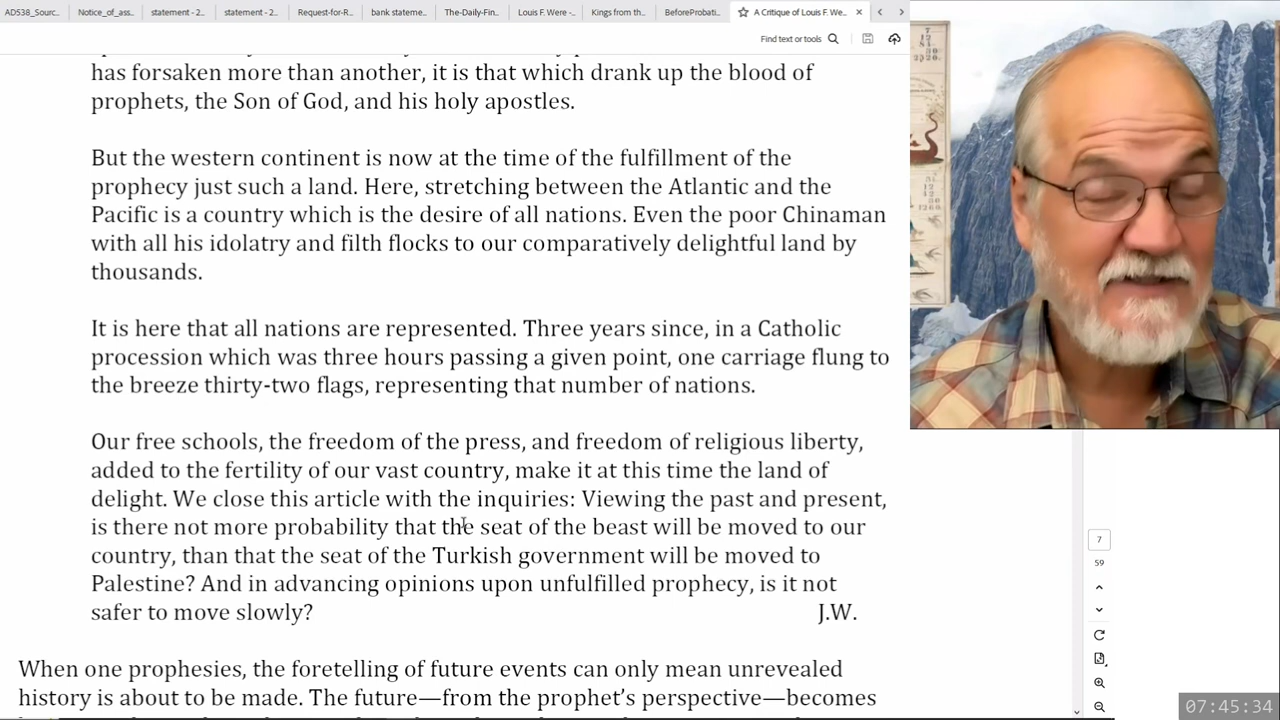 AD538_Sourc..
Notice_of_ass..
statement - 2..
statement - 2..
Request-for-R..
bank stateme..
The-Daily-Fin..
Louis F. Were -..
Kings from th..
BeforeProbati..
A Critique of Louis F. We...
Find text or tools
has forsaken more than another, it is that which drank up the blood of
prophets, the Son of God, and his holy apostles.
But the western continent is now at the time of the fulfillment of the
prophecy just such a land. Here, stretching between the Atlantic and the
Pacific is a country which is the desire of all nations. Even the poor Chinaman
with all his idolatry and filth flocks to our comparatively delightful land by
thousands.
It is here that all nations are represented. Three years since, in a Catholic
procession which was three hours passing a given point, one carriage flung to
the breeze thirty-two flags, representing that number of nations.
Our free schools, the freedom of the press, and freedom of religious liberty,
added to the fertility of our vast country, make it at this time the land of
delight. We close this article with the inquiries: Viewing the past and present,
is there not more probability that the seat of the beast will be moved to our
country, than that the seat of the Turkish government will be moved to
Palestine? And in advancing opinions upon unfulfilled prophecy, is it not
safer to move slowly? J.W.
When one prophesies, the foretelling of future events can only mean unrevealed
history is about to be made. The future—from the prophet's perspective—becomes
7
59
07:45:34